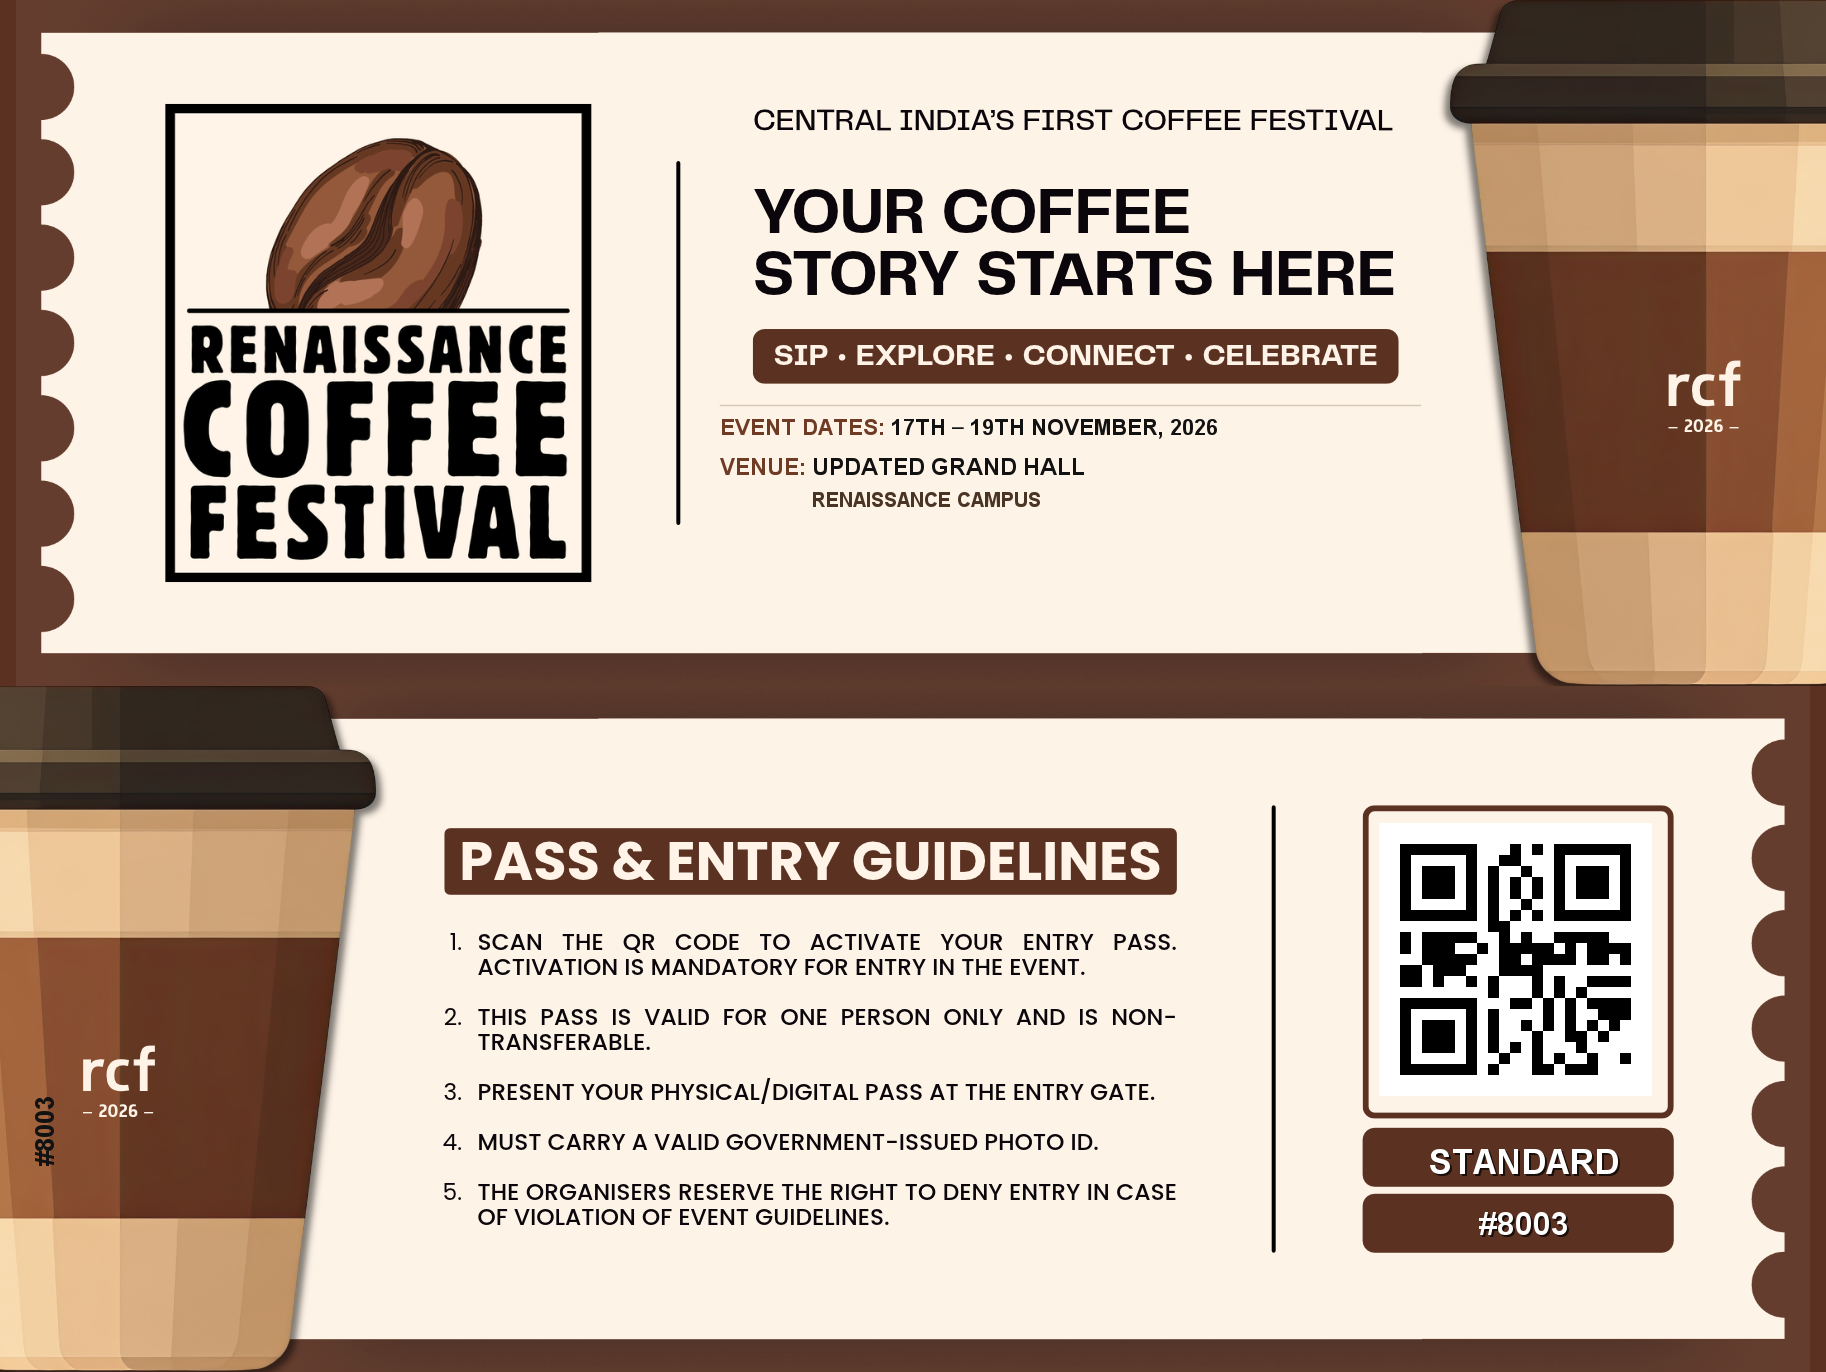 RENAISSANCE
COFFEE
FESTIVAL
CENTRAL INDIA'S FIRST COFFEE FESTIVAL
YOUR COFFEE
STORY STARTS HERE
SIP • EXPLORE • CONNECT • CELEBRATE
EVENT DATES: 17TH – 19TH NOVEMBER, 2026
VENUE: UPDATED GRAND HALL
RENAISSANCE CAMPUS
rcf
– 2026 –
rcf
– 2026 –
#8003
PASS & ENTRY GUIDELINES
1. SCAN THE QR CODE TO ACTIVATE YOUR ENTRY PASS.
ACTIVATION IS MANDATORY FOR ENTRY IN THE EVENT.
2. THIS PASS IS VALID FOR ONE PERSON ONLY AND IS NON-
TRANSFERABLE.
3. PRESENT YOUR PHYSICAL/DIGITAL PASS AT THE ENTRY GATE.
4. MUST CARRY A VALID GOVERNMENT-ISSUED PHOTO ID.
5. THE ORGANISERS RESERVE THE RIGHT TO DENY ENTRY IN CASE
OF VIOLATION OF EVENT GUIDELINES.
STANDARD
#8003